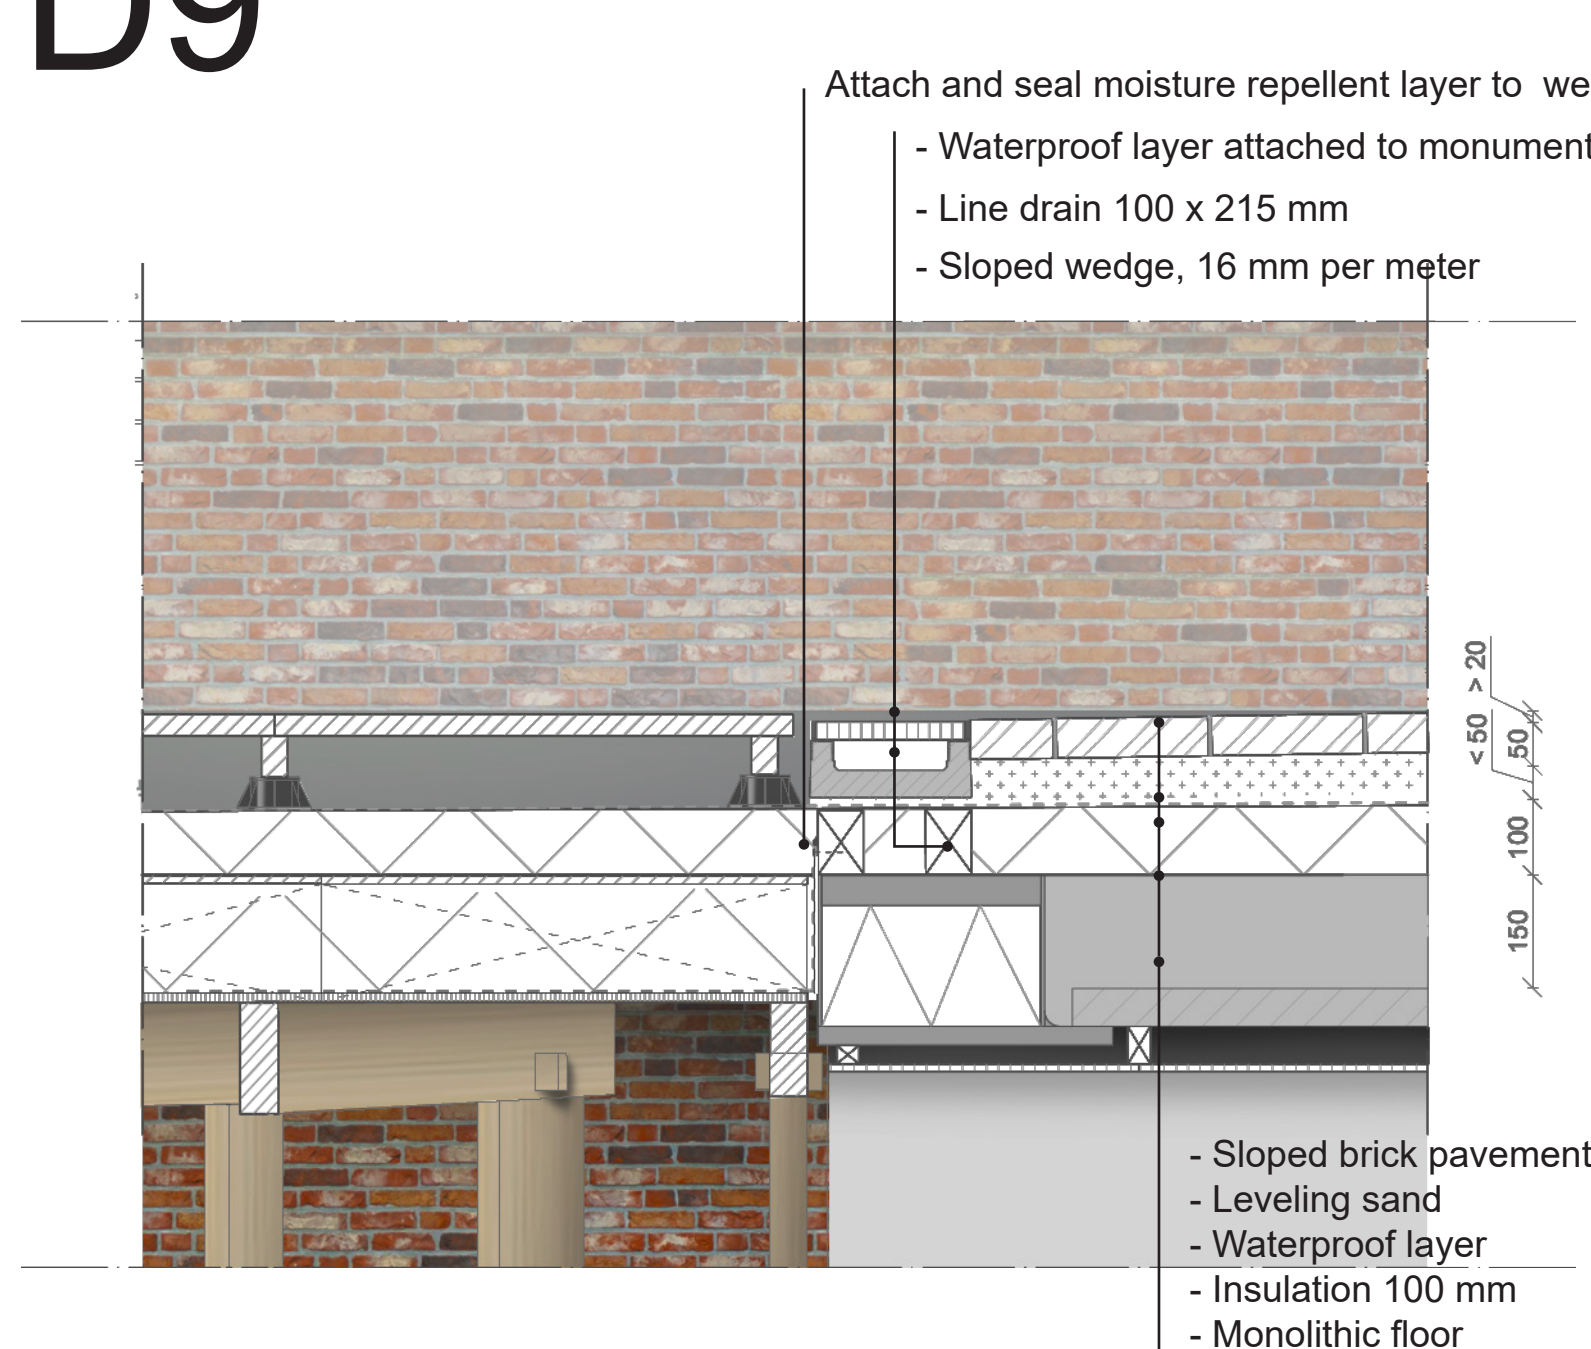 D9
Attach and seal moisture repellent layer to we
- Waterproof layer attached to monument
- Line drain 100 x 215 mm
- Sloped wedge, 16 mm per meter
> 20
< 50
50
100
150
- Sloped brick pavement
- Leveling sand
- Waterproof layer
- Insulation 100 mm
- Monolithic floor